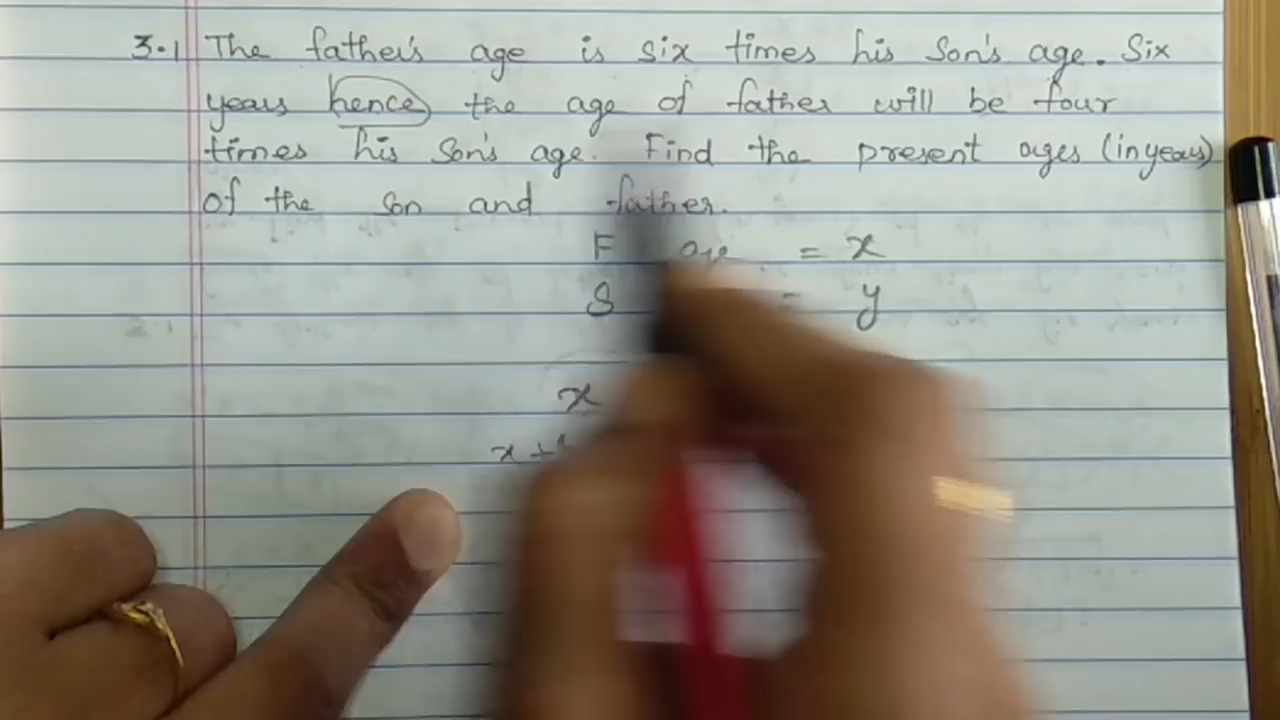 3.1 The father's age is six times his Son's age. Six
years hence the age of father will be four
times his Son's age. Find the present ages (in years)
of the son and father.
F age = x
S = y
x
x +